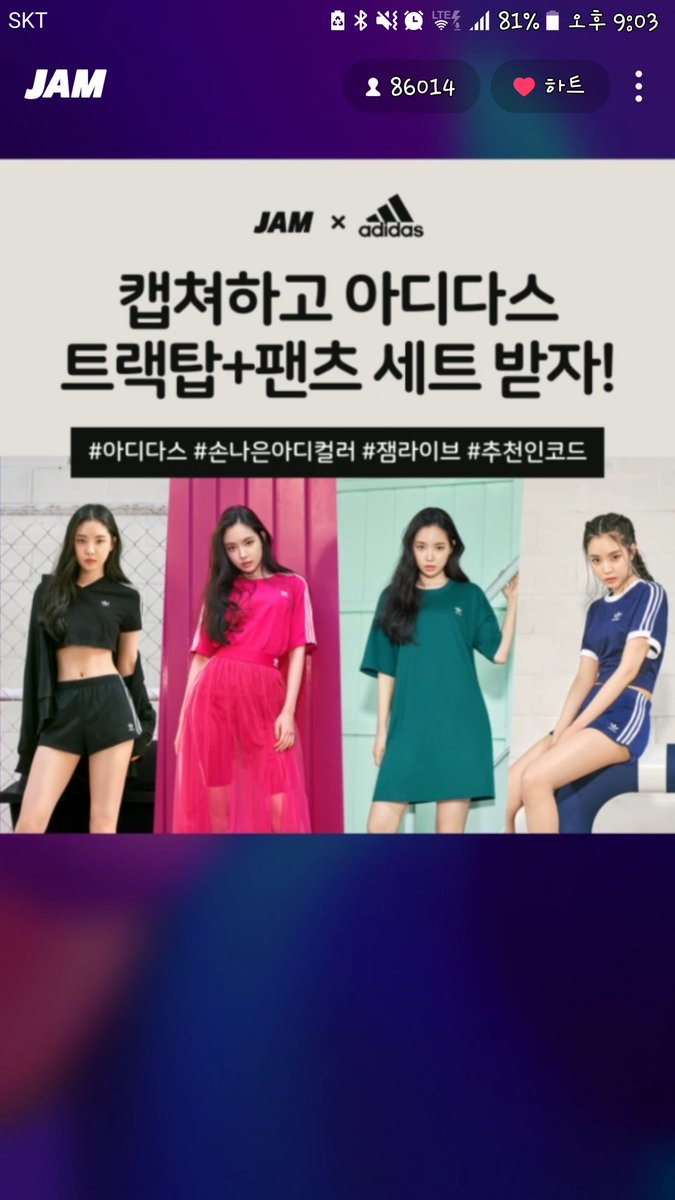 SKT 81% 오후 9:03
JAM 86014 하트
JAM × adidas
캡쳐하고 아디다스
트랙탑+팬츠 세트 받자!
#아디다스 #손나은아디컬러 #잼라이브 #추천인코드